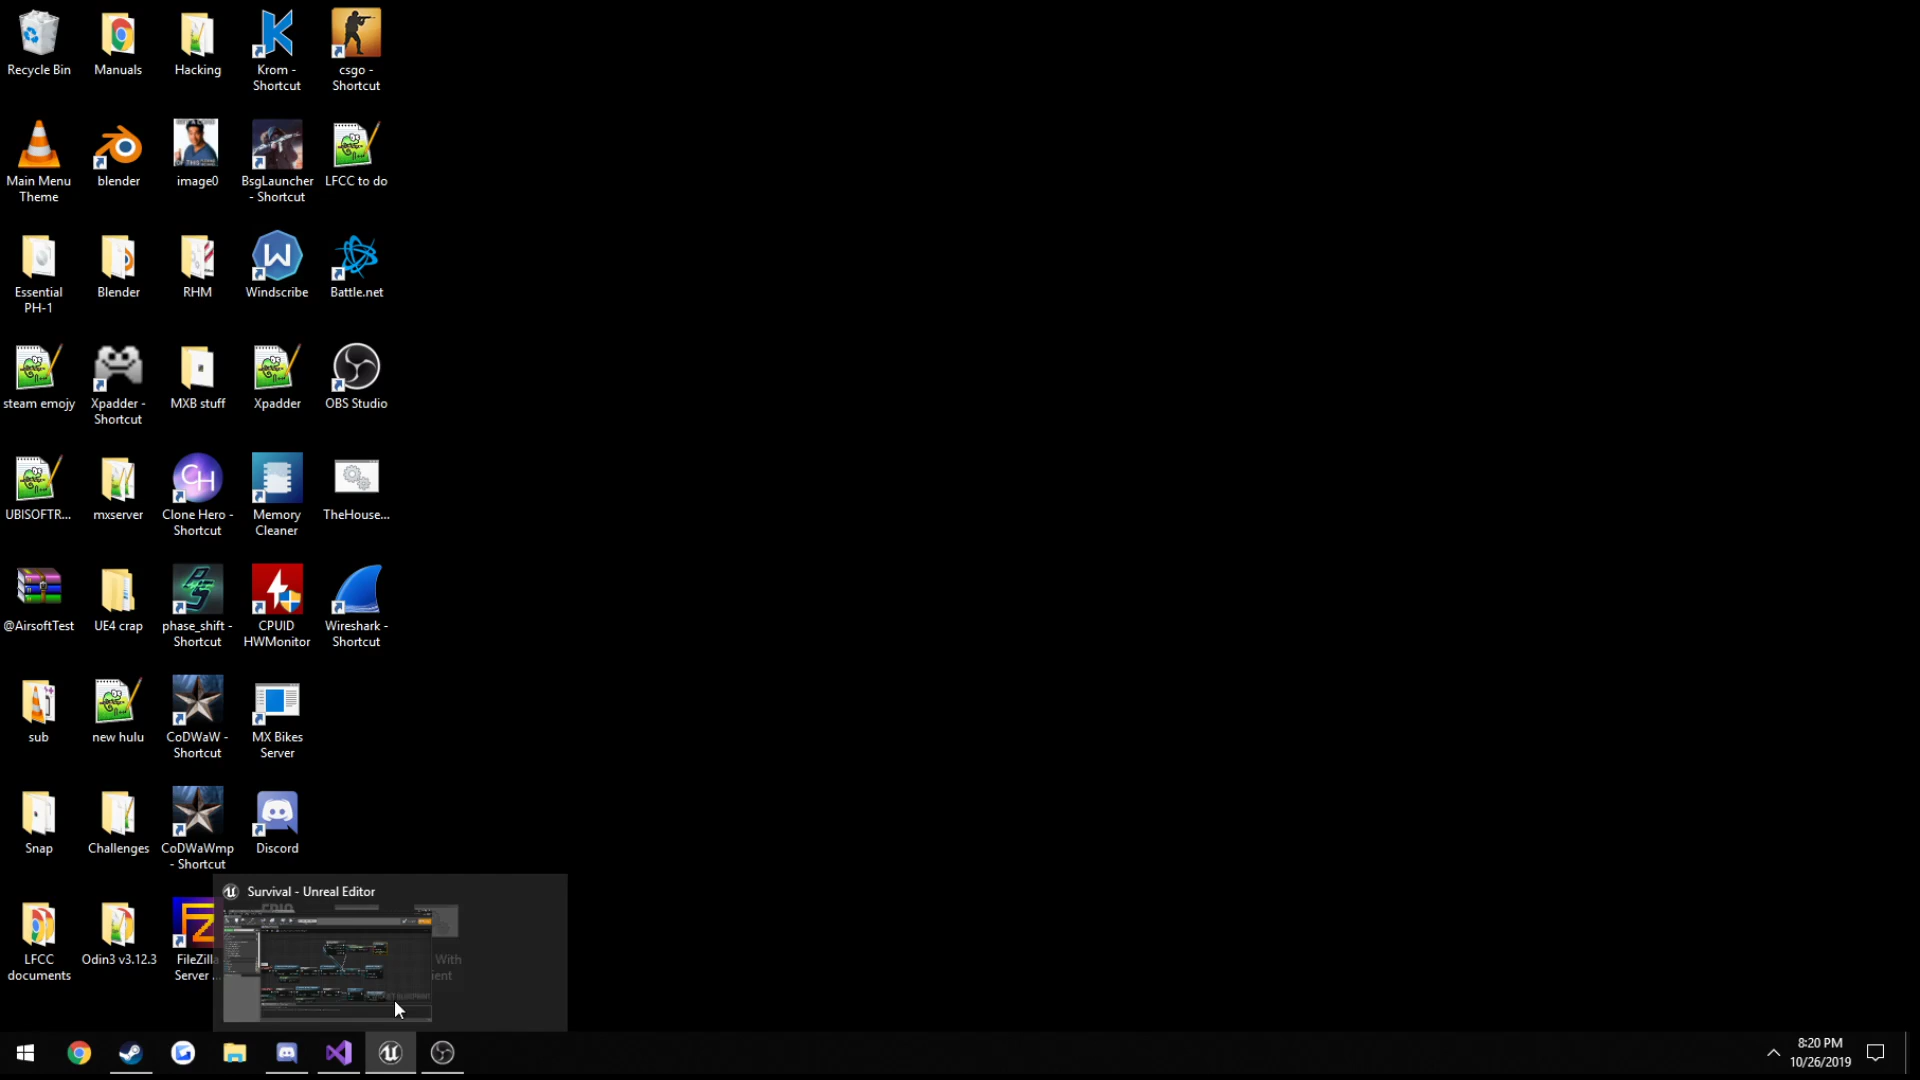 Recycle Bin
Manuals
Hacking
Krom -
Shortcut
csgo -
Shortcut
Main Menu
Theme
blender
image0
BsgLauncher
- Shortcut
LFCC to do
Essential
PH-1
Blender
RHM
Windscribe
Battle.net
steam emojy
Xpadder -
Shortcut
MXB stuff
Xpadder
OBS Studio
UBISOFTR...
mxserver
Clone Hero -
Shortcut
Memory
Cleaner
TheHouse...
@AirsoftTest
UE4 crap
phase_shift -
Shortcut
CPUID
HWMonitor
Wireshark -
Shortcut
sub
new hulu
CoDWaW -
Shortcut
MX Bikes
Server
Snap
Challenges
CoDWaWmp
- Shortcut
Discord
LFCC
documents
Odin3 v3.12.3
FileZilla
Server ...
Survival - Unreal Editor
With
8:20 PM
10/26/2019